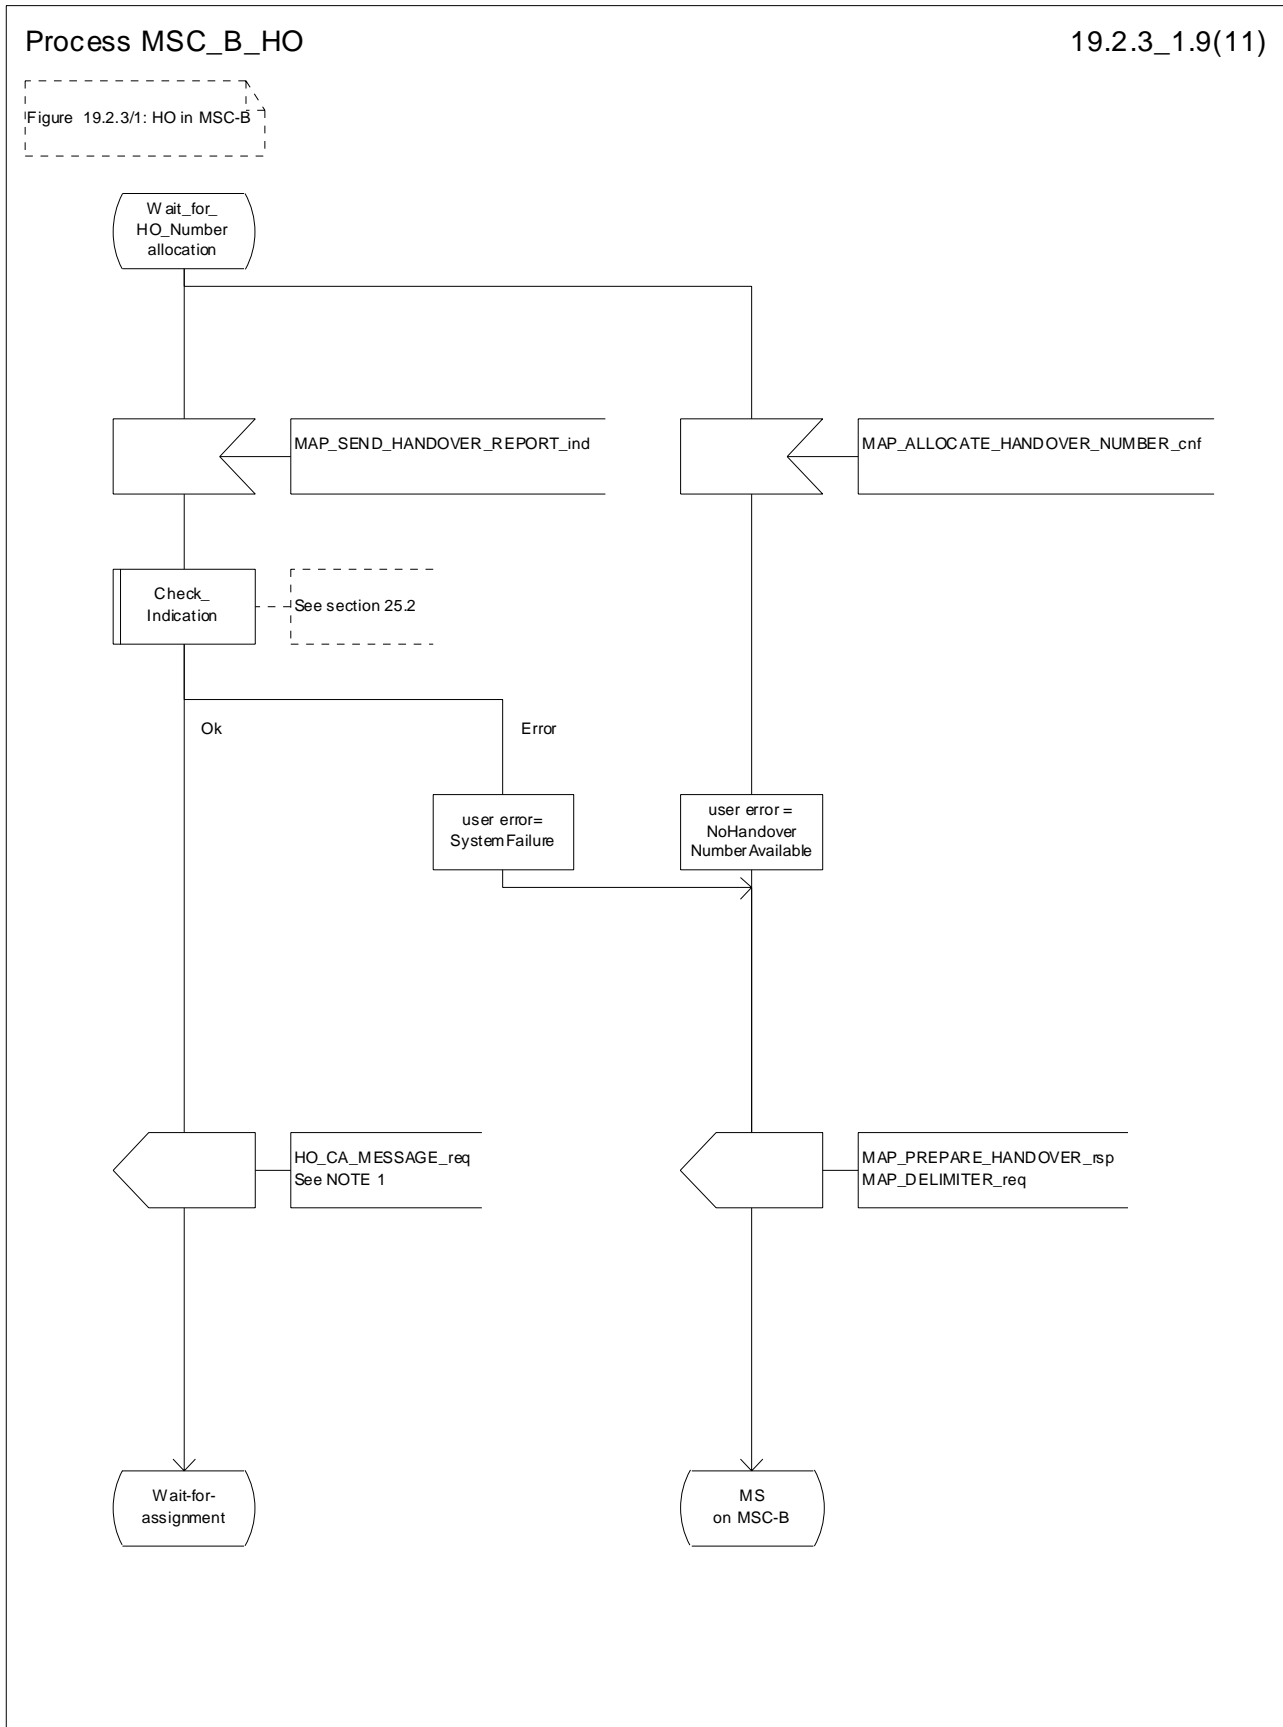 Process MSC_B_HO
19.2.3_1.9(11)
Figure 19.2.3/1: HO in MSC-B
Wait_for_
HO_Number
allocation
MAP_SEND_HANDOVER_REPORT_ind
MAP_ALLOCATE_HANDOVER_NUMBER_cnf
Check_
Indication
See section 25.2
Ok
Error
user error=
SystemFailure
user error =
NoHandover
NumberAvailable
HO_CA_MESSAGE_req
See NOTE 1
MAP_PREPARE_HANDOVER_rsp
MAP_DELIMITER_req
Wait-for-
assignment
MS
on MSC-B